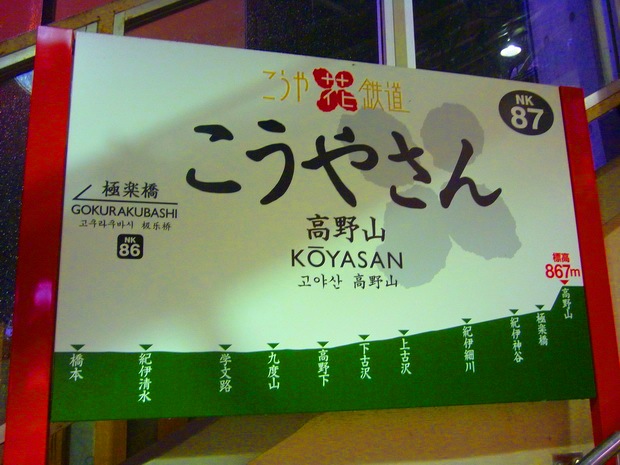 こうや花鉄道
NK
87
こうやさん
極楽橋
GOKURAKUBASHI
고쿠라쿠바시 极乐桥
NK
86
高野山
KŌYASAN
고야산 高野山
標高
867m
橋本
紀伊清水
学文路
九度山
高野下
下古沢
上古沢
紀伊細川
紀伊神谷
極楽橋
高野山